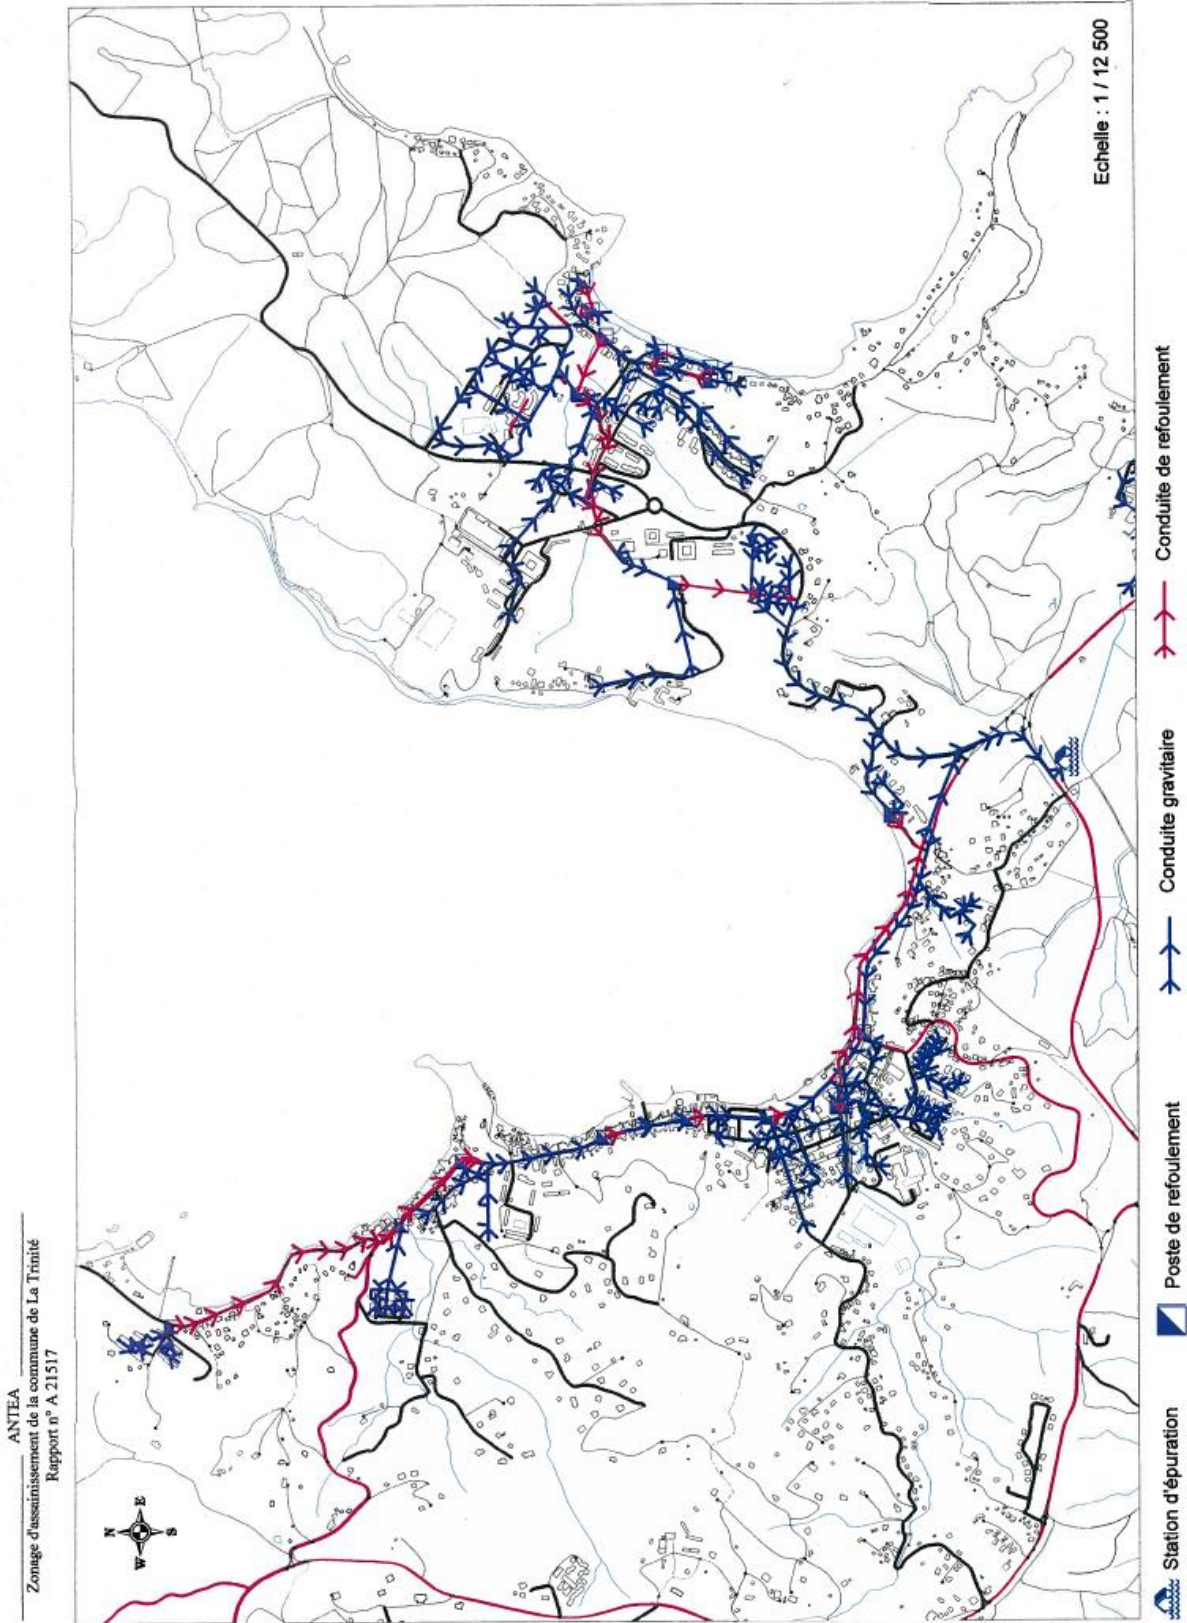 ANTEA
Zonage d'assainissement de la commune de La Trinité
Rapport n° A 21517
N
W E
S
Echelle : 1 / 12 500
Station d'épuration
Poste de refoulement
Conduite gravitaire
Conduite de refoulement